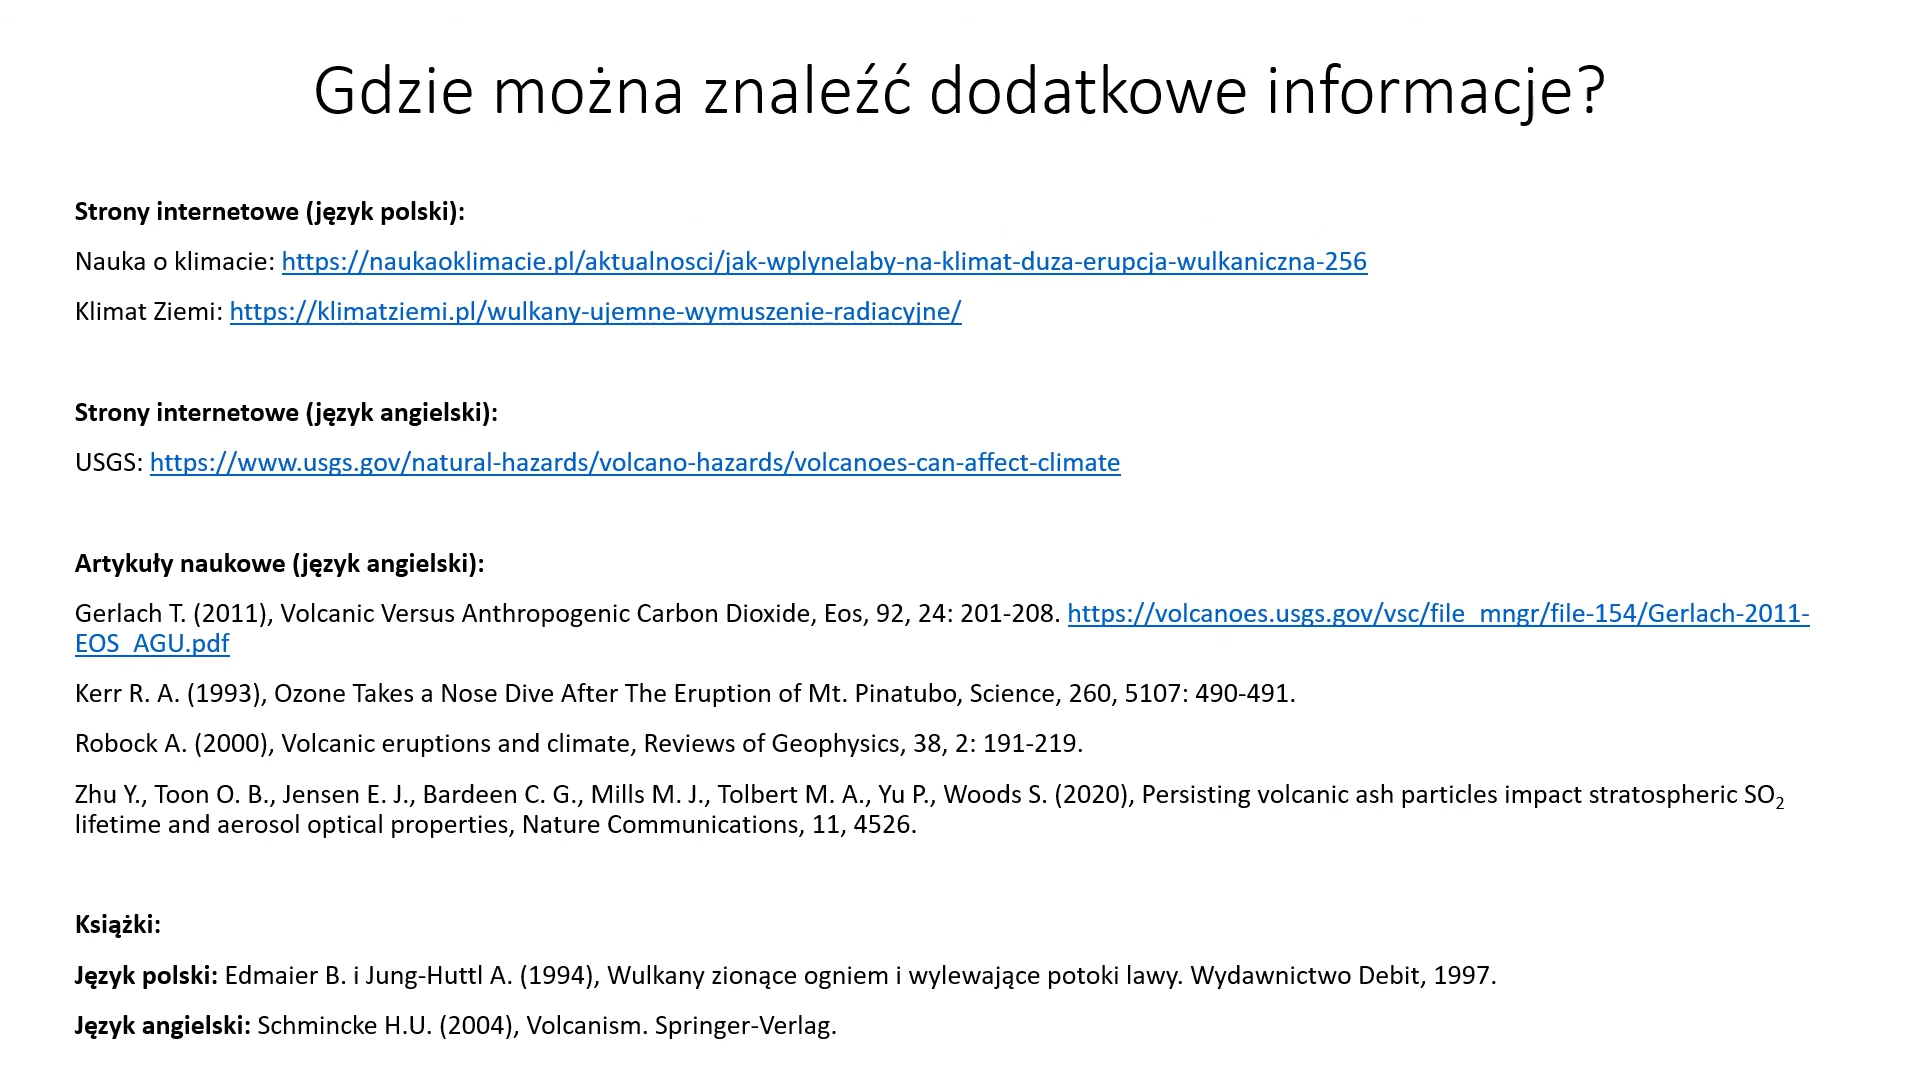 Gdzie można znaleźć dodatkowe informacje?
Strony internetowe (język polski):
Nauka o klimacie: https://naukaoklimacie.pl/aktualnosci/jak-wplynelaby-na-klimat-duza-erupcja-wulkaniczna-256
Klimat Ziemi: https://klimatziemi.pl/wulkany-ujemne-wymuszenie-radiacyjne/
Strony internetowe (język angielski):
USGS: https://www.usgs.gov/natural-hazards/volcano-hazards/volcanoes-can-affect-climate
Artykuły naukowe (język angielski):
Gerlach T. (2011), Volcanic Versus Anthropogenic Carbon Dioxide, Eos, 92, 24: 201-208. https://volcanoes.usgs.gov/vsc/file_mngr/file-154/Gerlach-2011-
EOS_AGU.pdf
Kerr R. A. (1993), Ozone Takes a Nose Dive After The Eruption of Mt. Pinatubo, Science, 260, 5107: 490-491.
Robock A. (2000), Volcanic eruptions and climate, Reviews of Geophysics, 38, 2: 191-219.
Zhu Y., Toon O. B., Jensen E. J., Bardeen C. G., Mills M. J., Tolbert M. A., Yu P., Woods S. (2020), Persisting volcanic ash particles impact stratospheric SO₂
lifetime and aerosol optical properties, Nature Communications, 11, 4526.
Książki:
Język polski: Edmaier B. i Jung-Huttl A. (1994), Wulkany zionące ogniem i wylewające potoki lawy. Wydawnictwo Debit, 1997.
Język angielski: Schmincke H.U. (2004), Volcanism. Springer-Verlag.